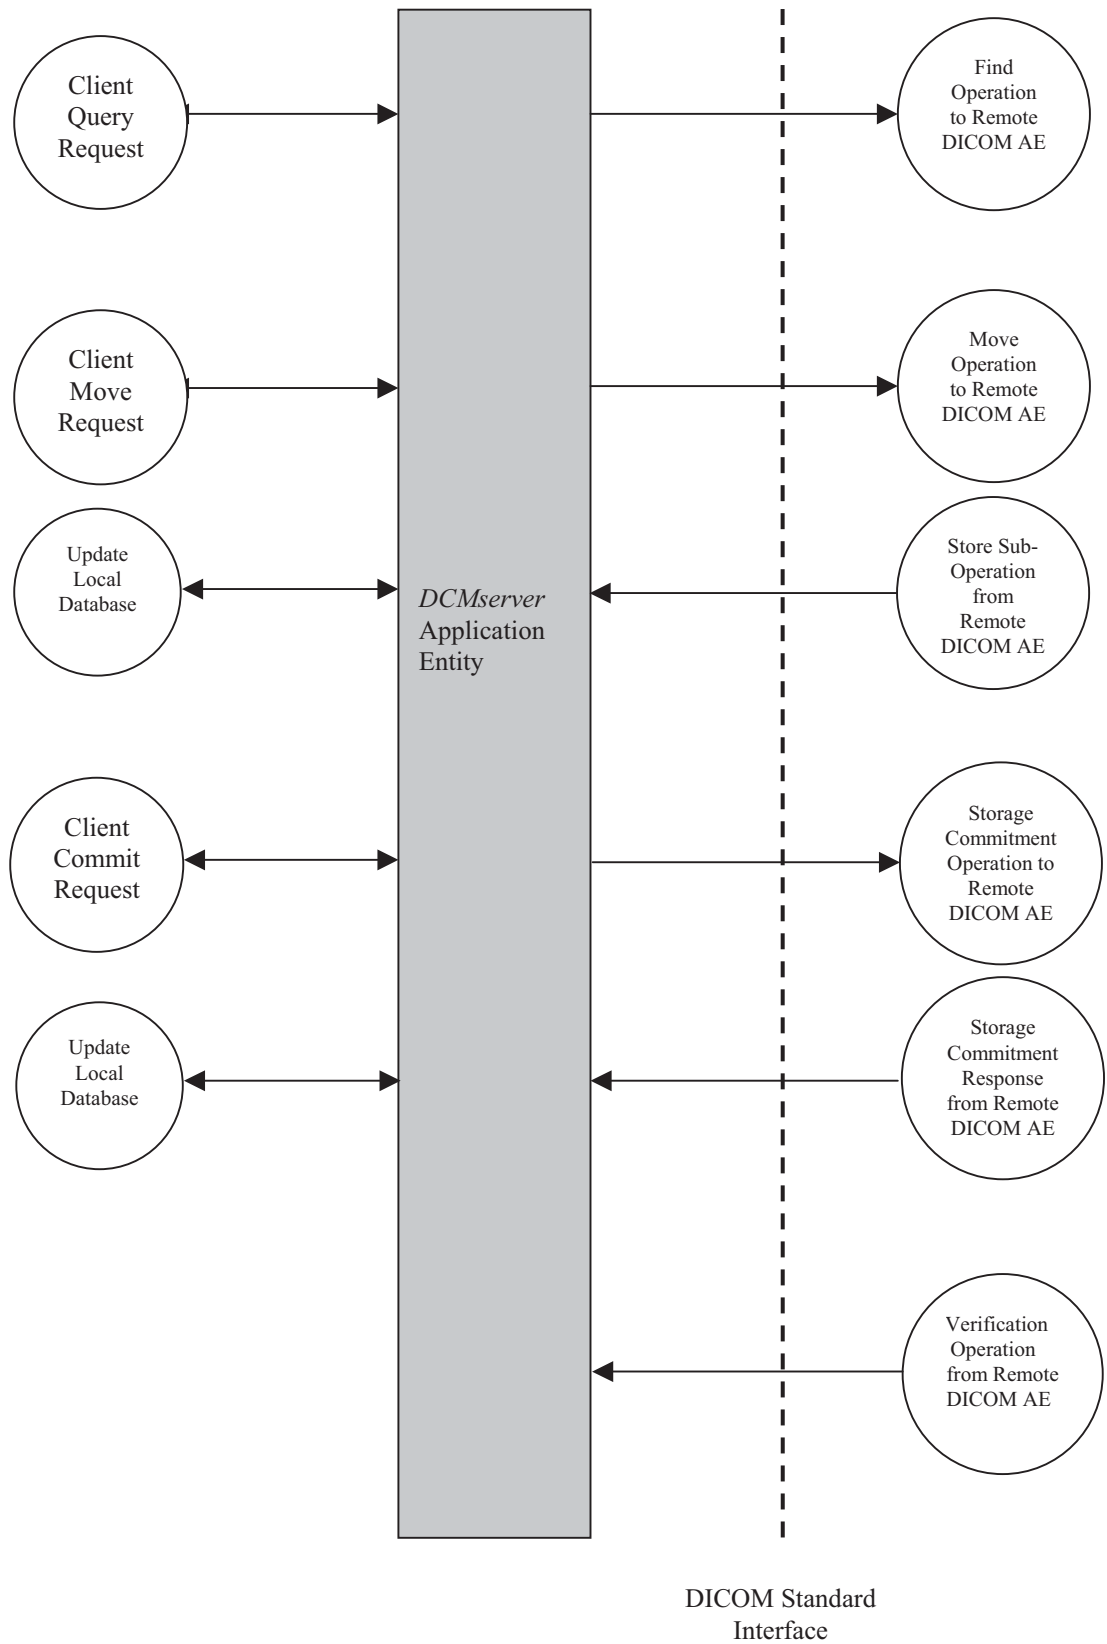 Client
Query
Request
Find
Operation
to Remote
DICOM AE
Client
Move
Request
Move
Operation
to Remote
DICOM AE
Update
Local
Database
DCMserver
Application
Entity
Store Sub-
Operation
from
Remote
DICOM AE
Client
Commit
Request
Storage
Commitment
Operation to
Remote
DICOM AE
Update
Local
Database
Storage
Commitment
Response
from Remote
DICOM AE
Verification
Operation
from Remote
DICOM AE
DICOM Standard
Interface